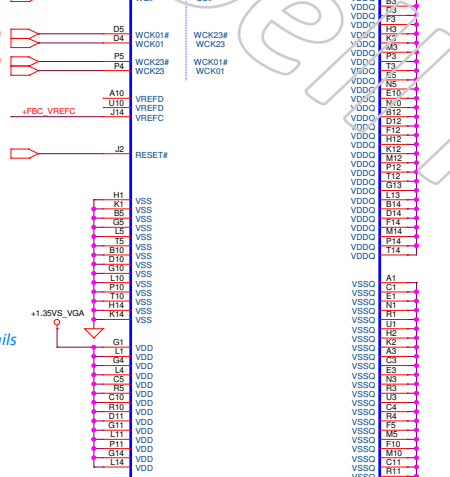 D5 WCK01# WCK23#
D4 WCK01 WCK23
P5 WCK23# WCK01#
P4 WCK23 WCK01
A10 VREFD
U10 VREFD
+FBC_VREFC J14 VREFC
J2 RESET#
H1 VSS
K1 VSS
B5 VSS
G5 VSS
L5 VSS
T5 VSS
B10 VSS
D10 VSS
G10 VSS
L10 VSS
P10 VSS
T10 VSS
H14 VSS
K14 VSS
+1.35VS_VGA
G1 VDD
L1 VDD
G4 VDD
L4 VDD
C5 VDD
R5 VDD
C10 VDD
R10 VDD
D11 VDD
G11 VDD
L11 VDD
P11 VDD
G14 VDD
L14 VDD
ils
VDDQ B3
VDDQ
VDDQ F3
VDDQ H3
VDDQ K3
VDDQ M3
VDDQ P3
VDDQ T3
VDDQ E5
VDDQ N5
VDDQ E10
VDDQ N10
VDDQ B12
VDDQ D12
VDDQ F12
VDDQ H12
VDDQ K12
VDDQ M12
VDDQ P12
VDDQ T12
VDDQ G13
VDDQ L13
VDDQ B14
VDDQ D14
VDDQ F14
VDDQ M14
VDDQ P14
VDDQ T14
VSSQ A1
VSSQ C1
VSSQ E1
VSSQ N1
VSSQ R1
VSSQ U1
VSSQ H2
VSSQ K2
VSSQ A3
VSSQ C3
VSSQ E3
VSSQ N3
VSSQ R3
VSSQ U3
VSSQ C4
VSSQ R4
VSSQ F5
VSSQ M5
VSSQ F10
VSSQ M10
VSSQ C11
VSSQ R11